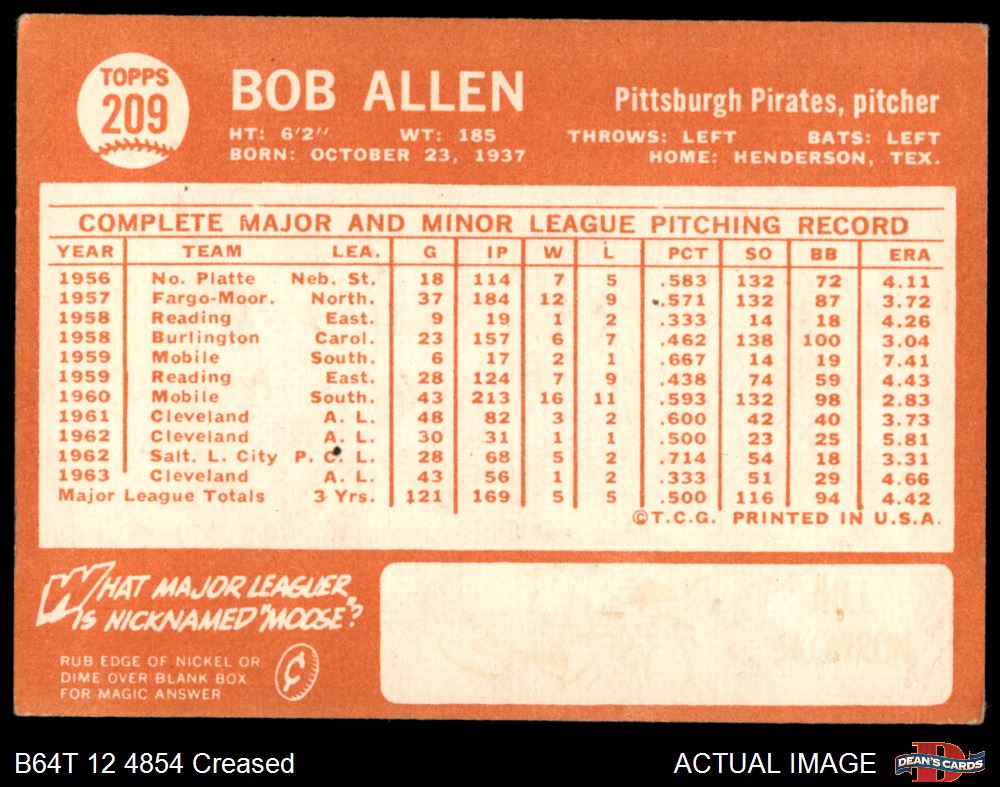 TOPPS
209
BOB ALLEN
Pittsburgh Pirates, pitcher
HT: 6'2" WT: 185 THROWS: LEFT BATS: LEFT
BORN: OCTOBER 23, 1937 HOME: HENDERSON, TEX.
COMPLETE MAJOR AND MINOR LEAGUE PITCHING RECORD
YEAR TEAM LEA. G IP W L PCT SO BB ERA
1956 No. Platte Neb. St. 18 114 7 5 .583 132 72 4.11
1957 Fargo-Moor. North. 37 184 12 9 .571 132 87 3.72
1958 Reading East. 9 19 1 2 .333 14 18 4.26
1958 Burlington Carol. 23 157 6 7 .462 138 100 3.04
1959 Mobile South. 6 17 2 1 .667 14 19 7.41
1959 Reading East. 28 124 7 9 .438 74 59 4.43
1960 Mobile South. 43 213 16 11 .593 132 98 2.83
1961 Cleveland A. L. 48 82 3 2 .600 42 40 3.73
1962 Cleveland A. L. 30 31 1 1 .500 23 25 5.81
1962 Salt. L. City P. C. L. 28 68 5 2 .714 54 18 3.31
1963 Cleveland A. L. 43 56 1 2 .333 51 29 4.66
Major League Totals 3 Yrs. 121 169 5 5 .500 116 94 4.42
©T.C.G. PRINTED IN U.S.A.
WHAT MAJOR LEAGUER
IS NICKNAMED "MOOSE"?
RUB EDGE OF NICKEL OR
DIME OVER BLANK BOX
FOR MAGIC ANSWER
¢
B64T 12 4854 Creased
ACTUAL IMAGE
D
DEAN'S CARDS